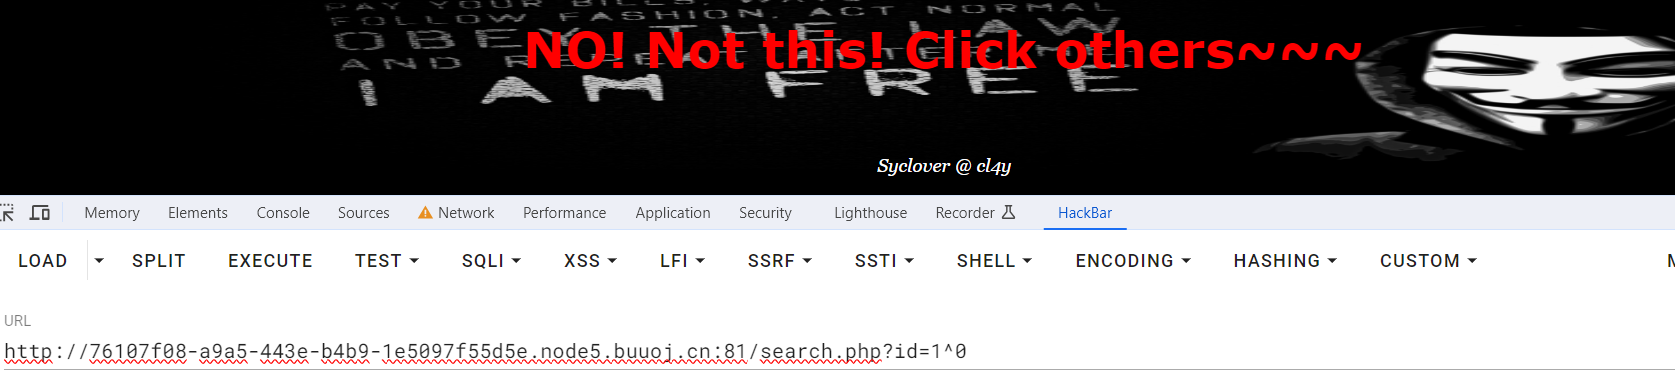 PAY YOUR BILLS,
FOLLOW FASHION, ACT NORMAL
OBEY THE LAW
AND
I AM FREE
NO! Not this! Click others~~~
Syclover @ cl4y
Memory Elements Console Sources Network Performance Application Security Lighthouse Recorder HackBar
LOAD SPLIT EXECUTE TEST SQLI XSS LFI SSRF SSTI SHELL ENCODING HASHING CUSTOM
URL
http://76107f08-a9a5-443e-b4b9-1e5097f55d5e.node5.buuoj.cn:81/search.php?id=1^0